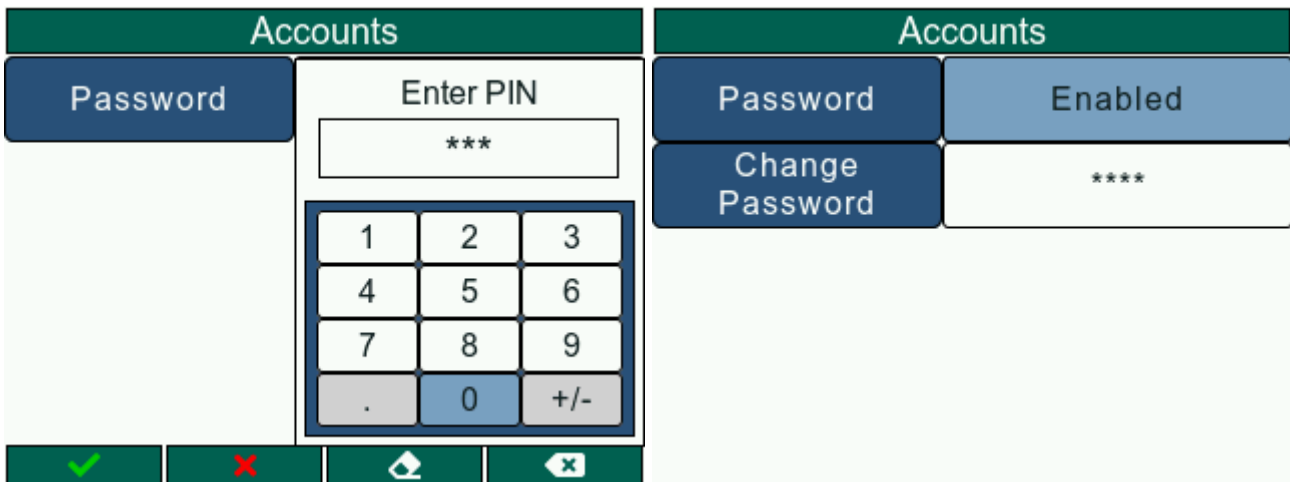 Accounts
Password
Enter PIN
***
1 2 3
4 5 6
7 8 9
. 0 +/-
Accounts
Password Enabled
Change
Password
****